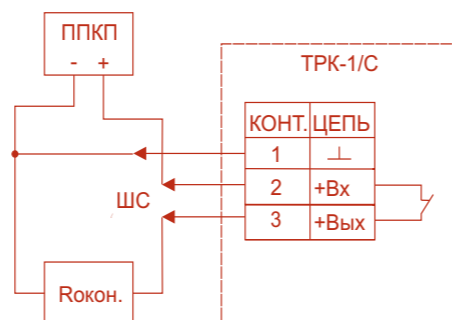 ППКП
- +
ТРК-1/С
КОНТ. ЦЕПЬ
1 ⊥
2 +Вх
3 +Вых
ШС
Rокон.